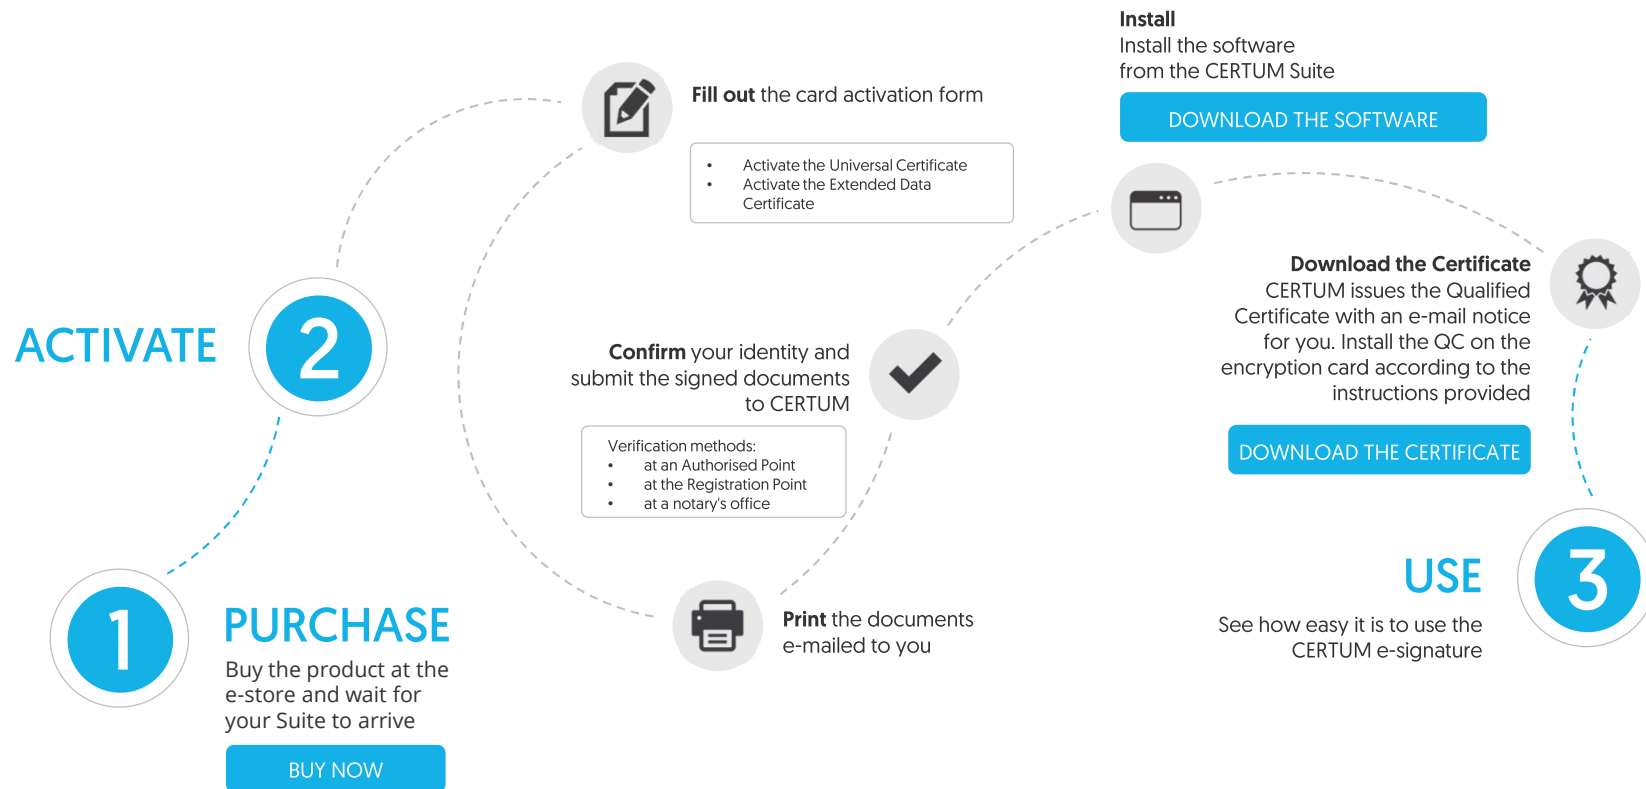 1
PURCHASE
Buy the product at the
e-store and wait for
your Suite to arrive
BUY NOW
ACTIVATE
2
Fill out the card activation form
• Activate the Universal Certificate
• Activate the Extended Data
Certificate
Print the documents
e-mailed to you
Confirm your identity and
submit the signed documents
to CERTUM
Verification methods:
• at an Authorised Point
• at the Registration Point
• at a notary's office
Install
Install the software
from the CERTUM Suite
DOWNLOAD THE SOFTWARE
Download the Certificate
CERTUM issues the Qualified
Certificate with an e-mail notice
for you. Install the QC on the
encryption card according to the
instructions provided
DOWNLOAD THE CERTIFICATE
USE
3
See how easy it is to use the
CERTUM e-signature